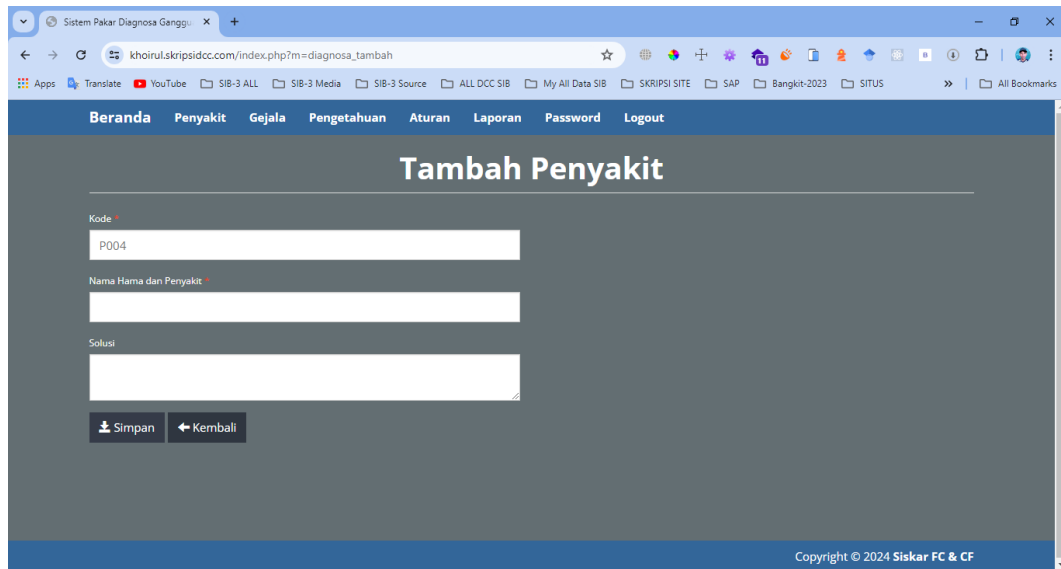 Sistem Pakar Diagnosa Ganggu
khoirul.skripsidcc.com/index.php?m=diagnosa_tambah
11
Apps Translate YouTube SIB-3 ALL SIB-3 Media SIB-3 Source ALL DCC SIB My All Data SIB SKRIPSI SITE SAP Bangkit-2023 SITUS » All Bookmarks
Beranda Penyakit Gejala Pengetahuan Aturan Laporan Password Logout
Tambah Penyakit
Kode *
P004
Nama Hama dan Penyakit *
Solusi
Simpan Kembali
Copyright © 2024 Siskar FC & CF